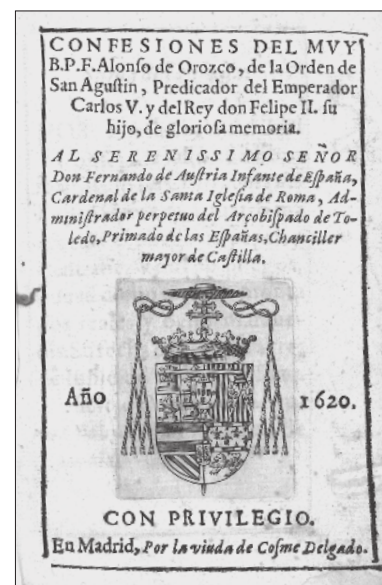 CONFESIONES DEL MVY
B.P.F. Alonſo de Orozco, de la Orden de
San Aguſtin, Predicador del Emperador
Carlos V. y del Rey don Felipe II. ſu
hijo, de glorioſa memoria.
AL SERENISSIMO SEÑOR
Don Fernando de Auſtria Infante de Eſpaña,
Cardenal de la Santa Igleſia de Roma, Ad-
miniſtrador perpetuo del Arçobiſpado de To-
ledo, Primado de las Eſpañas, Chanciller
mayor de Caſtilla.
Año 1620.
CON PRIVILEGIO.
En Madrid, Por la viuda de Coſme Delgado.